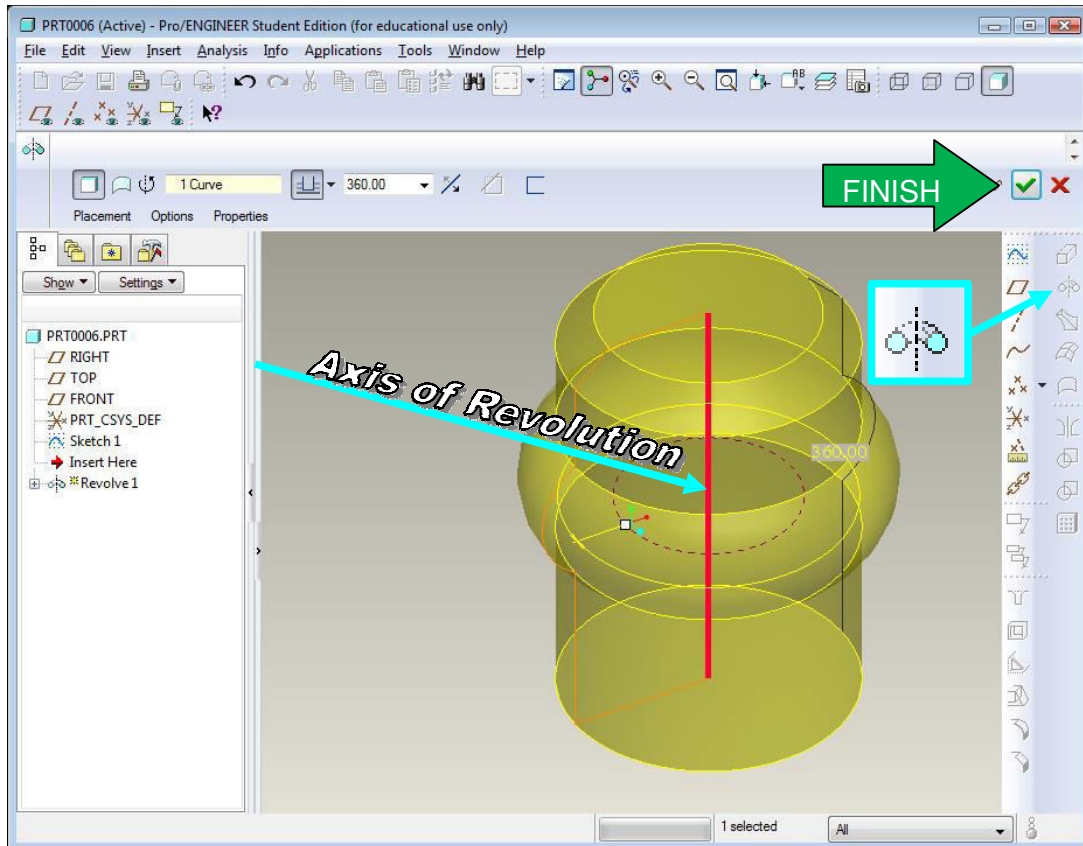 PRT0006 (Active) - Pro/ENGINEER Student Edition (for educational use only)
File Edit View Insert Analysis Info Applications Tools Window Help
1 Curve 360.00
FINISH
Placement Options Properties
Show Settings
PRT0006.PRT
RIGHT
TOP
FRONT
PRT_CSYS_DEF
Sketch 1
Insert Here
Revolve 1
Axis of Revolution
360.00
1 selected All